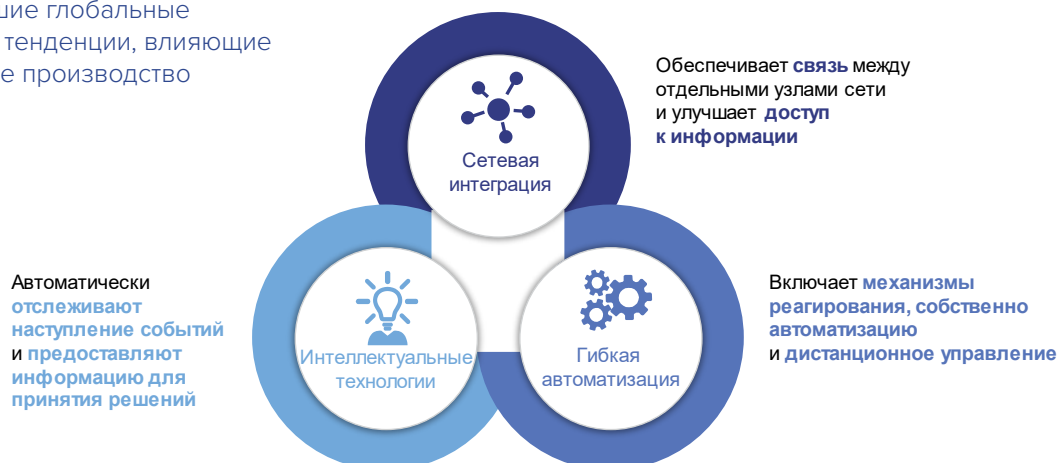 шие глобальные
тенденции, влияющие
е производство
Обеспечивает связь между
отдельными узлами сети
и улучшает доступ
к информации
Сетевая
интеграция
Автоматически
отслеживают
наступление событий
и предоставляют
информацию для
принятия решений
Интеллектуальные
технологии
Гибкая
автоматизация
Включает механизмы
реагирования, собственно
автоматизацию
и дистанционное управление